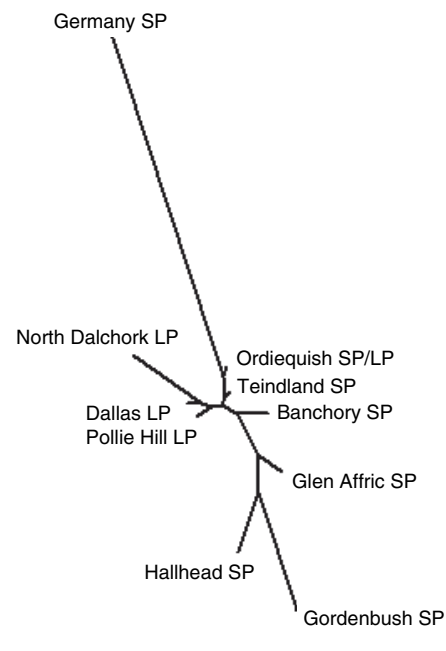 Germany SP
North Dalchork LP
Ordiequish SP/LP
Teindland SP
Dallas LP
Banchory SP
Pollie Hill LP
Glen Affric SP
Hallhead SP
Gordenbush SP